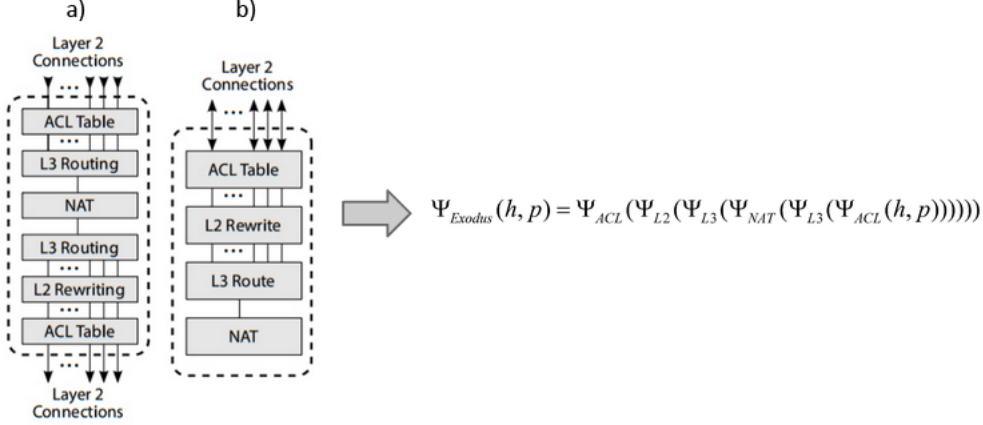 a)
Layer 2
Connections
...
ACL Table
...
L3 Routing
NAT
L3 Routing
...
L2 Rewriting
...
ACL Table
...
Layer 2
Connections
b)
Layer 2
Connections
...
ACL Table
...
L2 Rewrite
...
L3 Route
NAT
Ψ_Exodus(h, p) = Ψ_ACL(Ψ_L2(Ψ_L3(Ψ_NAT(Ψ_L3(Ψ_ACL(h, p))))))